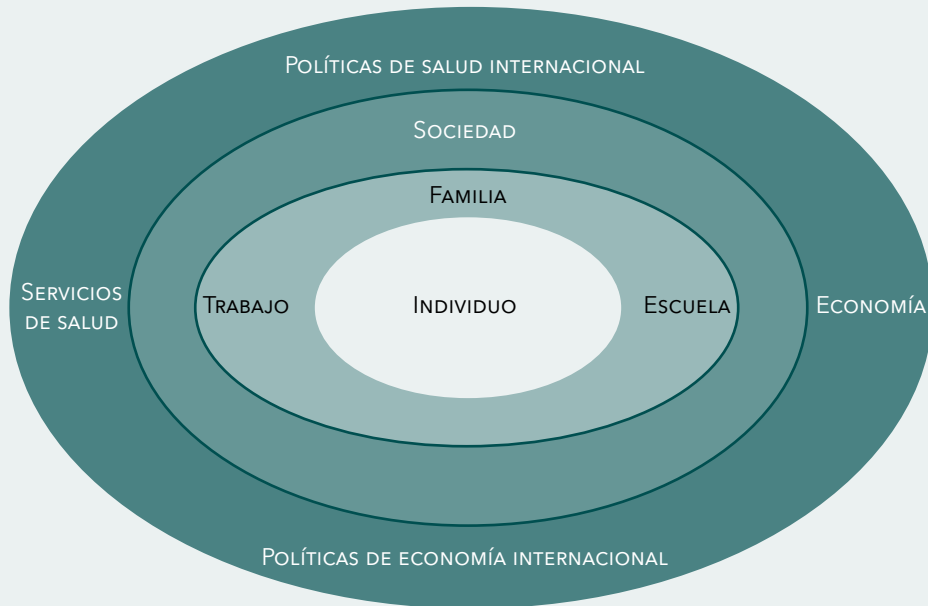 Políticas de salud internacional
Sociedad
Familia
Servicios
de salud
Trabajo
Individuo
Escuela
Economía
Políticas de economía internacional